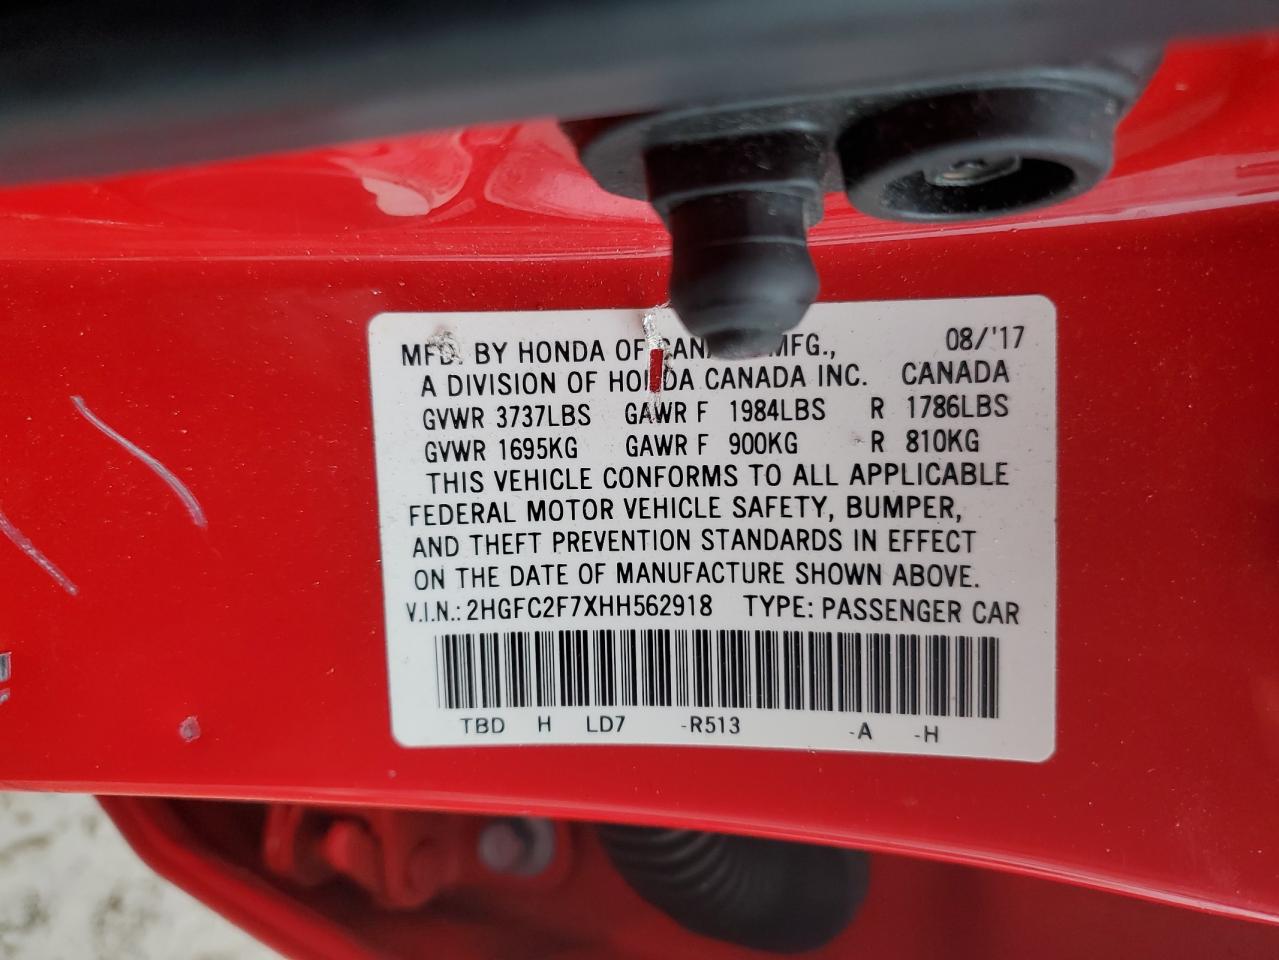 MFD. BY HONDA OF MFG., 08/'17
A DIVISION OF HONDA CANADA INC. CANADA
GVWR 3737LBS GAWR F 1984LBS R 1786LBS
GVWR 1695KG GAWR F 900KG R 810KG
THIS VEHICLE CONFORMS TO ALL APPLICABLE
FEDERAL MOTOR VEHICLE SAFETY, BUMPER,
AND THEFT PREVENTION STANDARDS IN EFFECT
ON THE DATE OF MANUFACTURE SHOWN ABOVE.
V.I.N.: 2HGFC2F7XHH562918 TYPE: PASSENGER CAR
TBD H LD7 -R513 -A -H